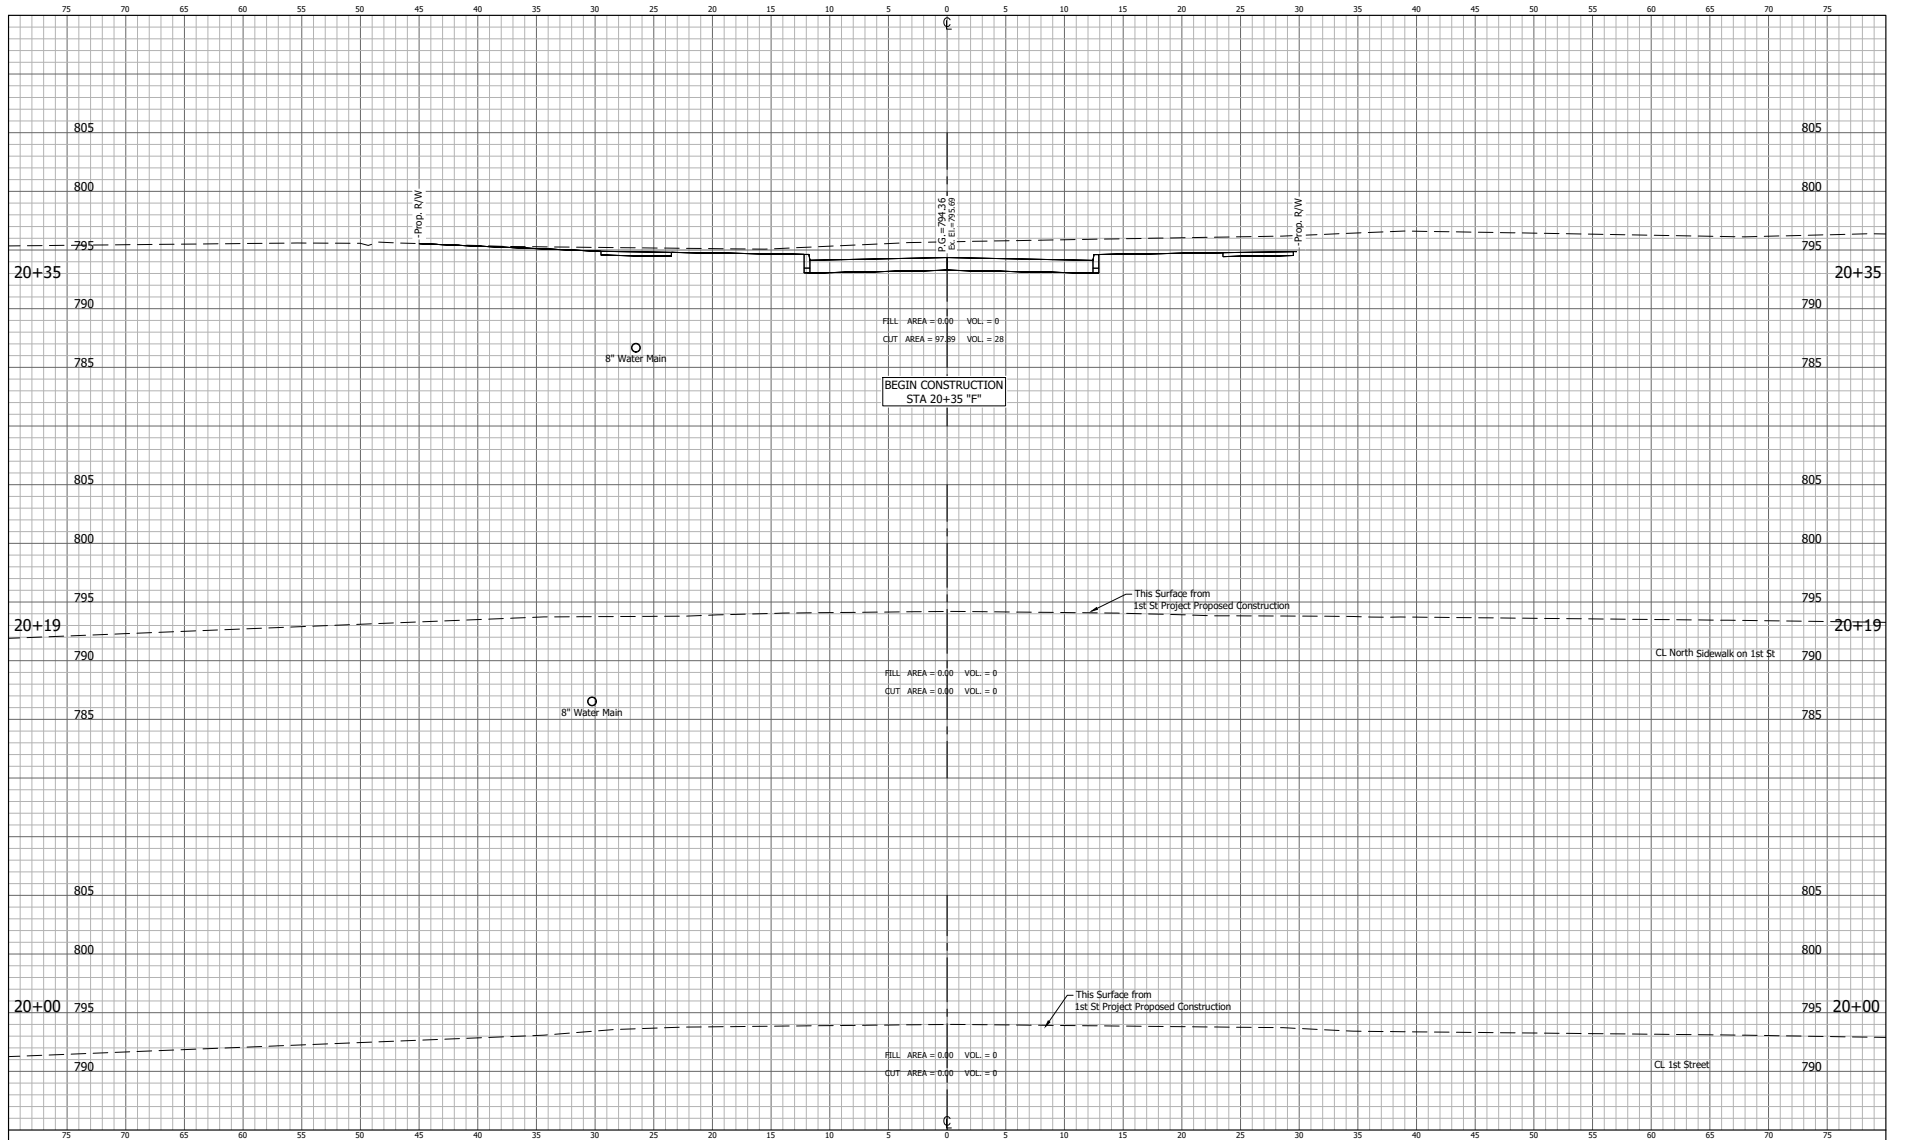 75 70 65 60 55 50 45 40 35 30 25 20 15 10 5 0 5 10 15 20 25 30 35 40 45 50 55 60 65 70 75
℄
805 805
800 800
Prop. R/W
P.G.=794.36
Ex. El.=795.69
Prop. R/W
795 795
20+35 20+35
790 790
FILL AREA = 0.00 VOL. = 0
CUT AREA = 97.89 VOL. = 28
8" Water Main
785 785
BEGIN CONSTRUCTION
STA 20+35 "F"
805 805
800 800
This Surface from
1st St Project Proposed Construction
795 795
20+19 20+19
CL North Sidewalk on 1st St
790 790
FILL AREA = 0.00 VOL. = 0
CUT AREA = 0.00 VOL. = 0
8" Water Main
785 785
805 805
800 800
This Surface from
1st St Project Proposed Construction
20+00 795 795 20+00
FILL AREA = 0.00 VOL. = 0
CL 1st Street
790 790
CUT AREA = 0.00 VOL. = 0
℄
75 70 65 60 55 50 45 40 35 30 25 20 15 10 5 0 5 10 15 20 25 30 35 40 45 50 55 60 65 70 75